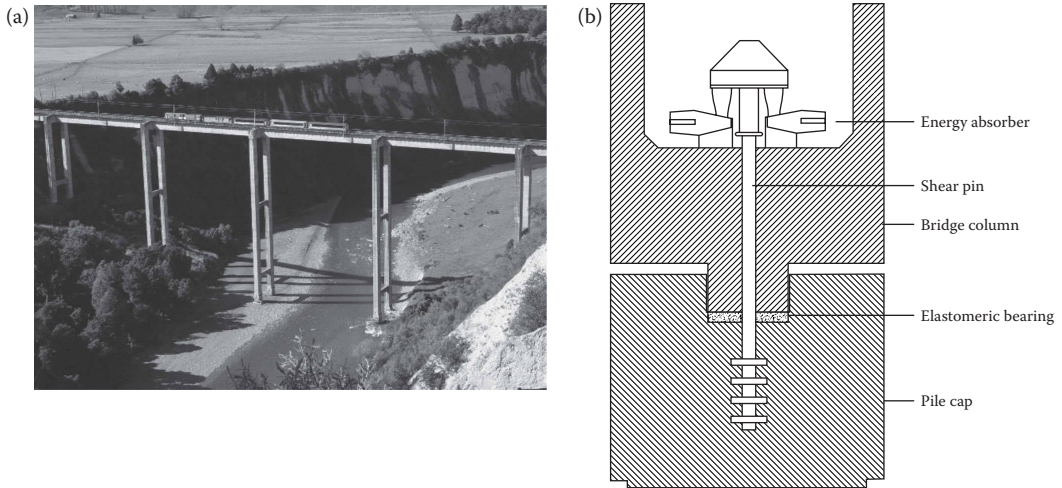 (a)
(b)
Energy absorber
Shear pin
Bridge column
Elastomeric bearing
Pile cap